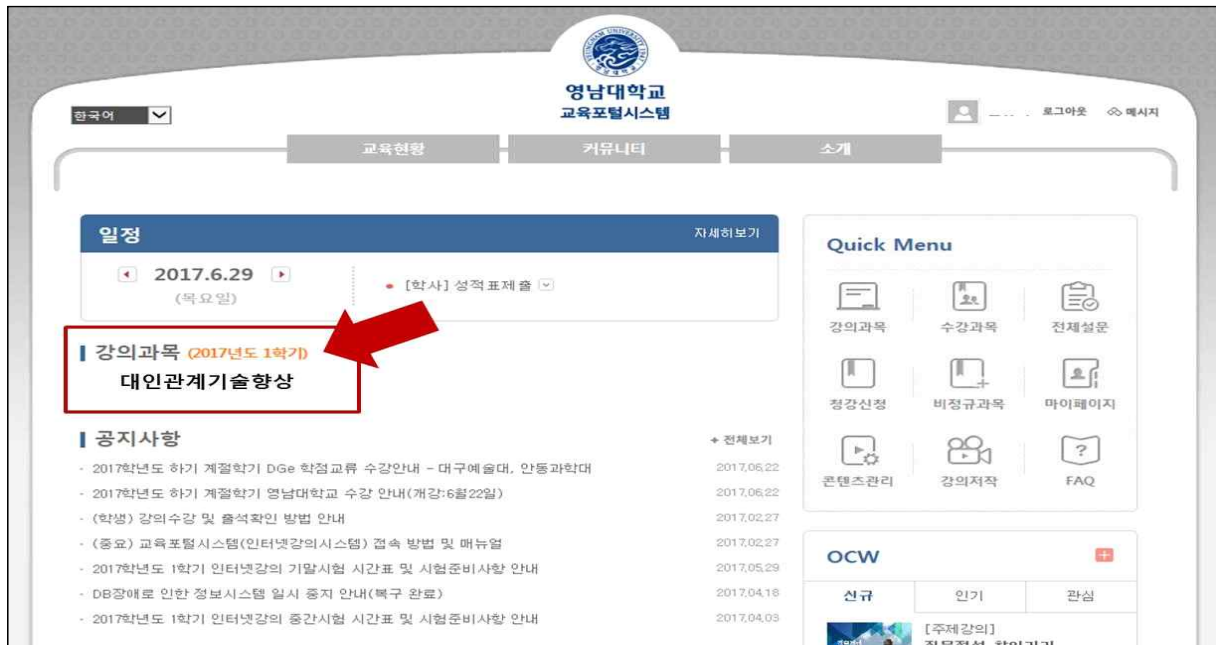 영남대학교
교육포털시스템
한국어
로그아웃 메시지
교육현황 커뮤니티 소개
일정 자세히보기
2017.6.29
(목요일)
• [학사] 성적표제출
강의과목 (2017년도 1학기)
대인관계기술향상
공지사항 + 전체보기
- 2017학년도 하기 계절학기 DGe 학점교류 수강안내 - 대구예술대, 안동과학대 2017,06,22
- 2017학년도 하기 계절학기 영남대학교 수강 안내(개강:6월22일) 2017,06,22
- (학생) 강의수강 및 출석확인 방법 안내 2017,02,27
- (중요) 교육포털시스템(인터넷강의시스템) 접속 방법 및 매뉴얼 2017,02,27
- 2017학년도 1학기 인터넷강의 기말시험 시간표 및 시험준비사항 안내 2017,05,29
- DB장애로 인한 정보시스템 일시 중지 안내(복구 완료) 2017,04,18
- 2017학년도 1학기 인터넷강의 중간시험 시간표 및 시험준비사항 안내 2017,04,03
Quick Menu
강의과목 수강과목 전체설문
청강신청 비정규과목 마이페이지
콘텐츠관리 강의저작 FAQ
OCW
신규 인기 관심
[주제강의]